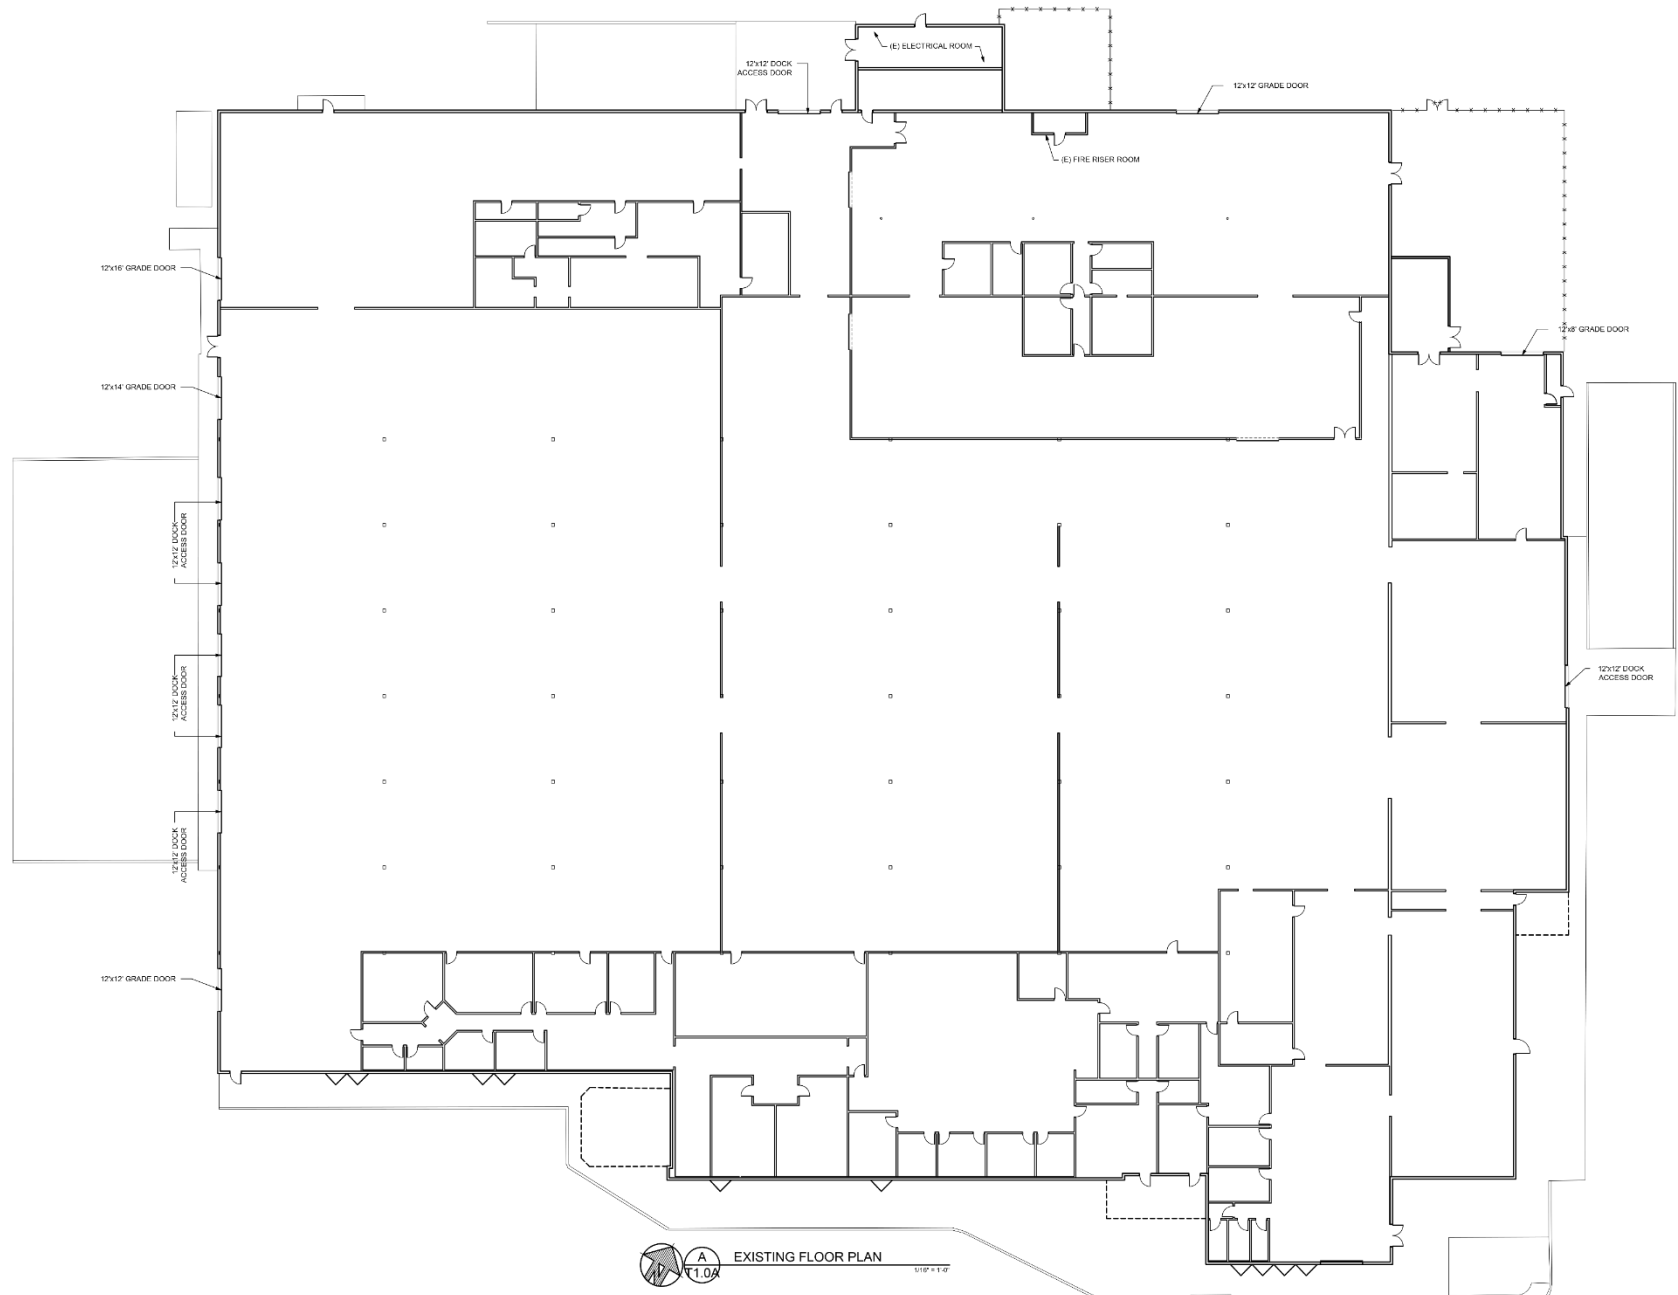 (E) ELECTRICAL ROOM
12'x12' DOCK
ACCESS DOOR
12'x12' GRADE DOOR
(E) FIRE RISER ROOM
12'x16' GRADE DOOR
12'x8' GRADE DOOR
12'x14' GRADE DOOR
12'x12' DOCK
ACCESS DOOR
12'x12' DOCK
ACCESS DOOR
12'x12' DOCK
ACCESS DOOR
12'x12' DOCK
ACCESS DOOR
12'x12' GRADE DOOR
N
A
T1.0A
EXISTING FLOOR PLAN
1/16" = 1'-0"